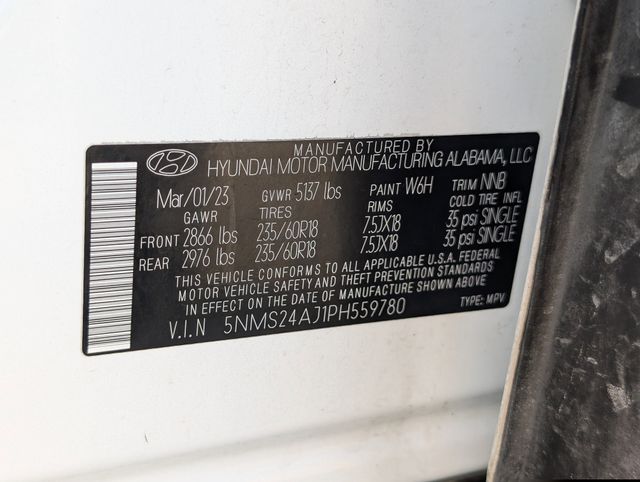 MANUFACTURED BY
HYUNDAI MOTOR MANUFACTURING ALABAMA, LLC
Mar/01/23 GVWR 5137 lbs PAINT W6H TRIM NNB
GAWR TIRES RIMS COLD TIRE INFL
FRONT 2866 lbs 235/60R18 7.5JX18 35 psi SINGLE
REAR 2976 lbs 235/60R18 7.5JX18 35 psi SINGLE
THIS VEHICLE CONFORMS TO ALL APPLICABLE U.S.A. FEDERAL
MOTOR VEHICLE SAFETY AND THEFT PREVENTION STANDARDS
IN EFFECT ON THE DATE OF MANUFACTURE SHOWN ABOVE
V.I.N 5NMS24AJ1PH559780 TYPE: MPV